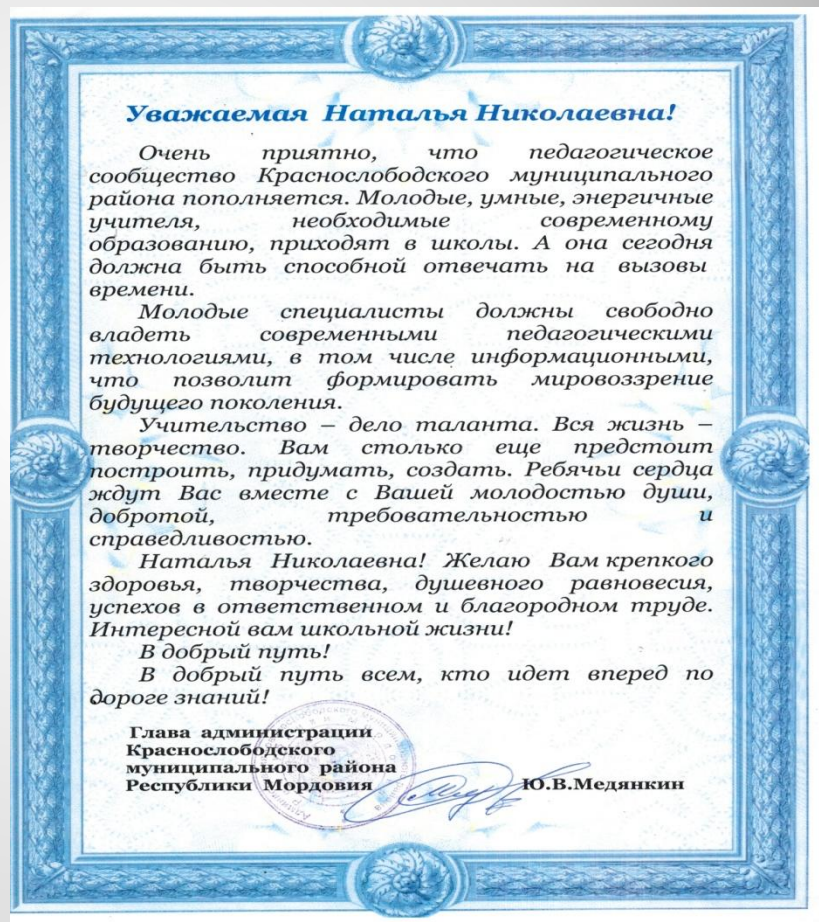 Уважаемая Наталья Николаевна!
Очень приятно, что педагогическое
сообщество Краснослободского муниципального
района пополняется. Молодые, умные, энергичные
учителя, необходимые современному
образованию, приходят в школы. А она сегодня
должна быть способной отвечать на вызовы
времени.
Молодые специалисты должны свободно
владеть современными педагогическими
технологиями, в том числе информационными,
что позволит формировать мировоззрение
будущего поколения.
Учительство – дело таланта. Вся жизнь –
творчество. Вам столько еще предстоит
построить, придумать, создать. Ребячьи сердца
ждут Вас вместе с Вашей молодостью души,
добротой, требовательностью и
справедливостью.
Наталья Николаевна! Желаю Вам крепкого
здоровья, творчества, душевного равновесия,
успехов в ответственном и благородном труде.
Интересной вам школьной жизни!
В добрый путь!
В добрый путь всем, кто идет вперед по
дороге знаний!
Глава администрации
Краснослободского
муниципального района
Республики Мордовия Ю.В.Медянкин